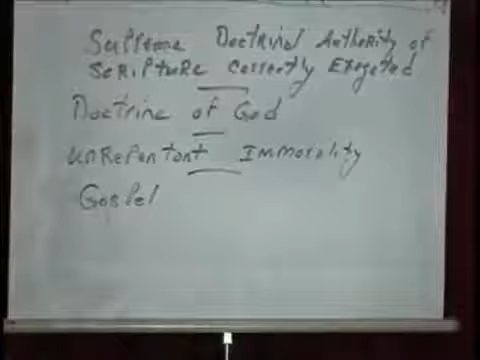 Supreme Doctrinal Authority of
Scripture Correctly Exegeted
Doctrine of God
UnRepentant Immorality
Gospel